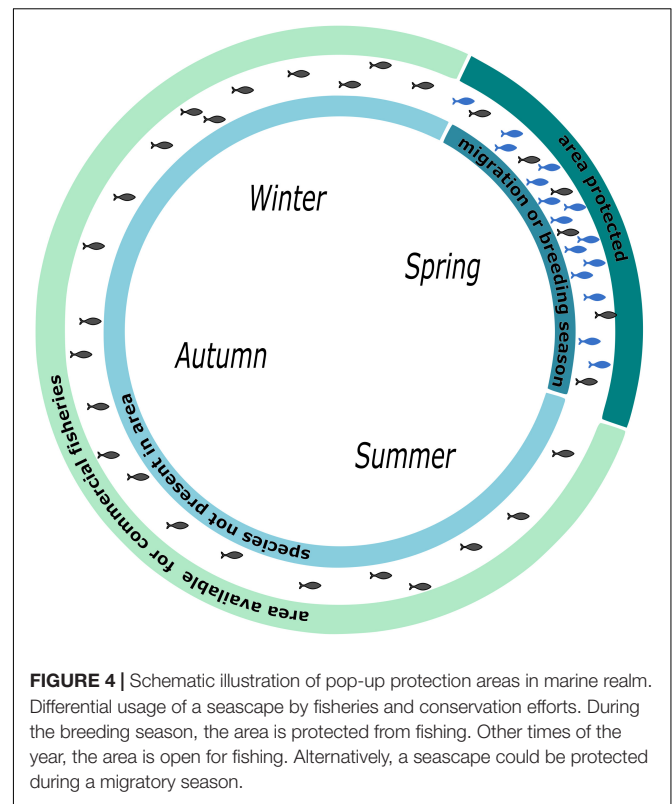 area protected
migration or breeding season
Winter
Spring
Autumn
Summer
species not present in area
area available for commercial fisheries
FIGURE 4 | Schematic illustration of pop-up protection areas in marine realm.
Differential usage of a seascape by fisheries and conservation efforts. During
the breeding season, the area is protected from fishing. Other times of the
year, the area is open for fishing. Alternatively, a seascape could be protected
during a migratory season.